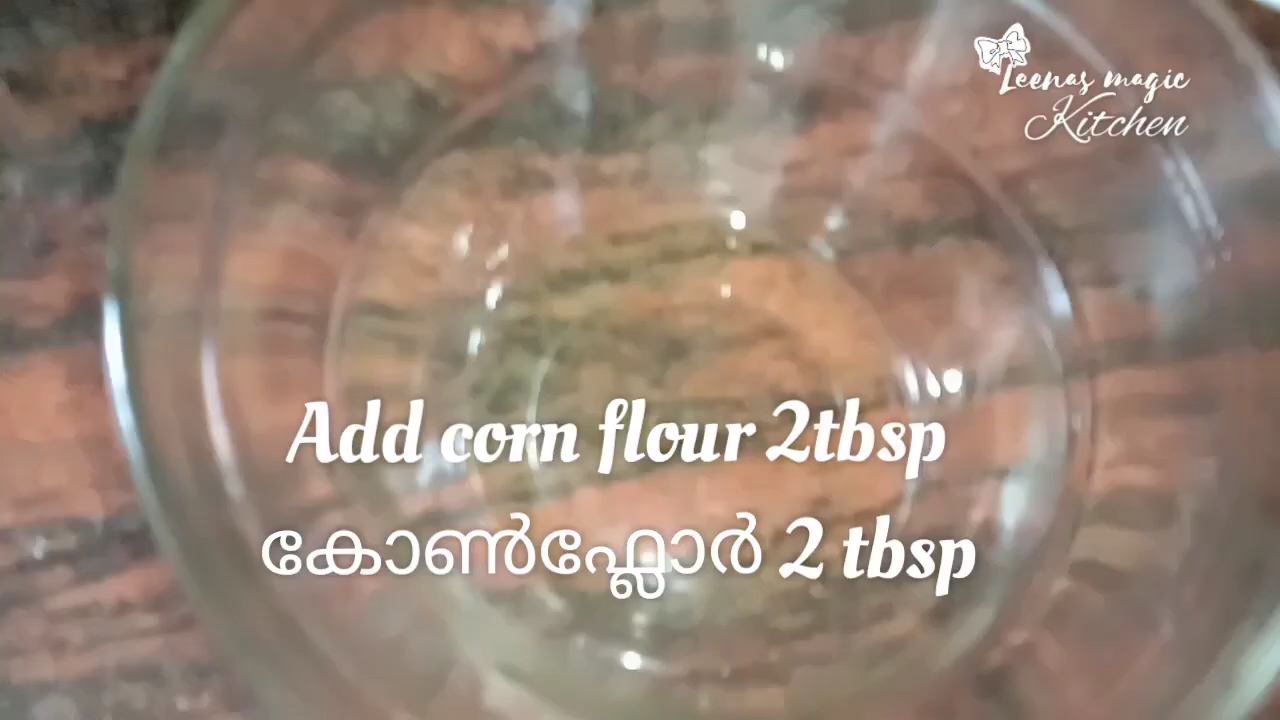 Leenas magic
Kitchen
Add corn flour 2tbsp
കോൺഫ്ലോർ 2 tbsp